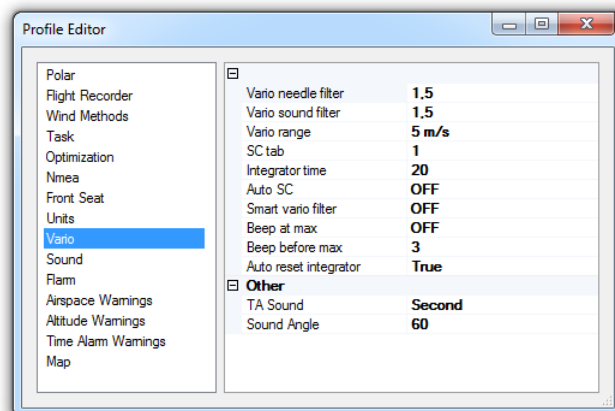 Profile Editor
Polar
Flight Recorder
Wind Methods
Task
Optimization
Nmea
Front Seat
Units
Vario
Sound
Flarm
Airspace Warnings
Altitude Warnings
Time Alarm Warnings
Map
Vario needle filter 1.5
Vario sound filter 1.5
Vario range 5 m/s
SC tab 1
Integrator time 20
Auto SC OFF
Smart vario filter OFF
Beep at max OFF
Beep before max 3
Auto reset integrator True
Other
TA Sound Second
Sound Angle 60